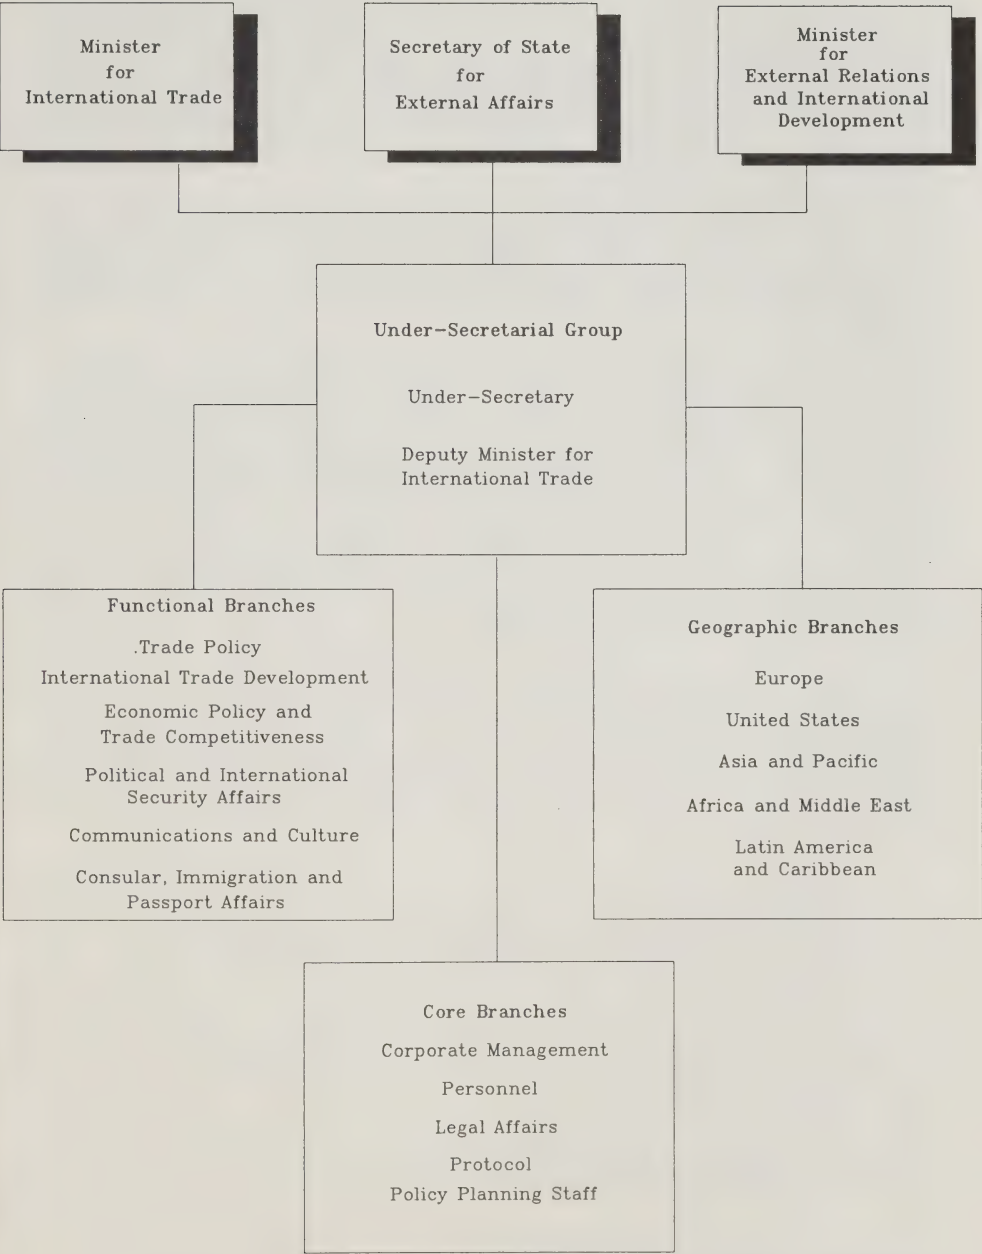 Minister
for
International Trade
Secretary of State
for
External Affairs
Minister
for
External Relations
and International
Development
Under-Secretarial Group
Under-Secretary
Deputy Minister for
International Trade
Functional Branches
.Trade Policy
International Trade Development
Economic Policy and
Trade Competitiveness
Political and International
Security Affairs
Communications and Culture
Consular, Immigration and
Passport Affairs
Geographic Branches
Europe
United States
Asia and Pacific
Africa and Middle East
Latin America
and Caribbean
Core Branches
Corporate Management
Personnel
Legal Affairs
Protocol
Policy Planning Staff